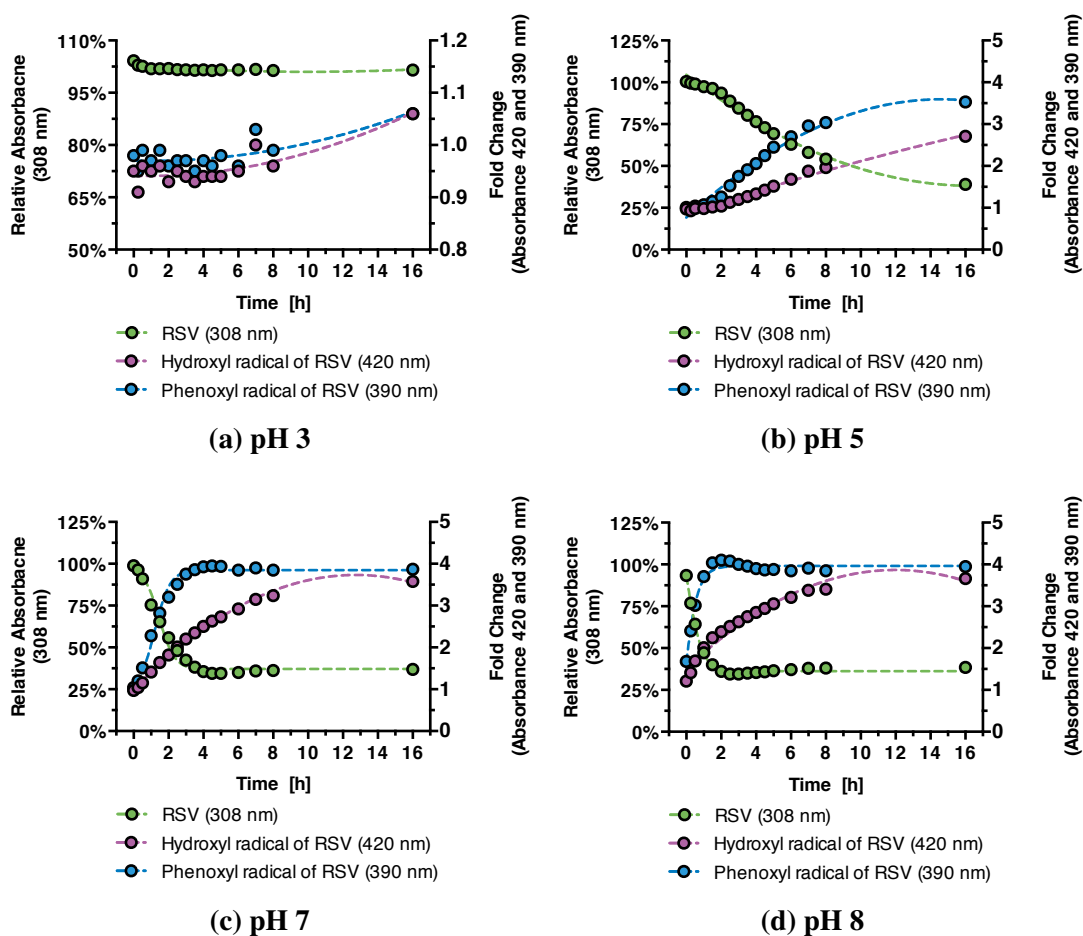 110%
95%
80%
65%
50%
Relative Absorbacne
(308 nm)
1.2
1.1
1.0
0.9
0.8
Fold Change
(Absorbance 420 and 390 nm)
0 2 4 6 8 10 12 14 16
Time [h]
RSV (308 nm)
Hydroxyl radical of RSV (420 nm)
Phenoxyl radical of RSV (390 nm)
(a) pH 3
125%
100%
75%
50%
25%
0%
Relative Absorbacne
(308 nm)
5
4
3
2
1
0
Fold Change
(Absorbance 420 and 390 nm)
0 2 4 6 8 10 12 14 16
Time [h]
RSV (308 nm)
Hydroxyl radical of RSV (420 nm)
Phenoxyl radical of RSV (390 nm)
(b) pH 5
125%
100%
75%
50%
25%
0%
Relative Absorbacne
(308 nm)
5
4
3
2
1
0
Fold Change
(Absorbance 420 and 390 nm)
0 2 4 6 8 10 12 14 16
Time [h]
RSV (308 nm)
Hydroxyl radical of RSV (420 nm)
Phenoxyl radical of RSV (390 nm)
(c) pH 7
125%
100%
75%
50%
25%
0%
Relative Absorbacne
(308 nm)
5
4
3
2
1
0
Fold Change
(Absorbance 420 and 390 nm)
0 2 4 6 8 10 12 14 16
Time [h]
RSV (308 nm)
Hydroxyl radical of RSV (420 nm)
Phenoxyl radical of RSV (390 nm)
(d) pH 8